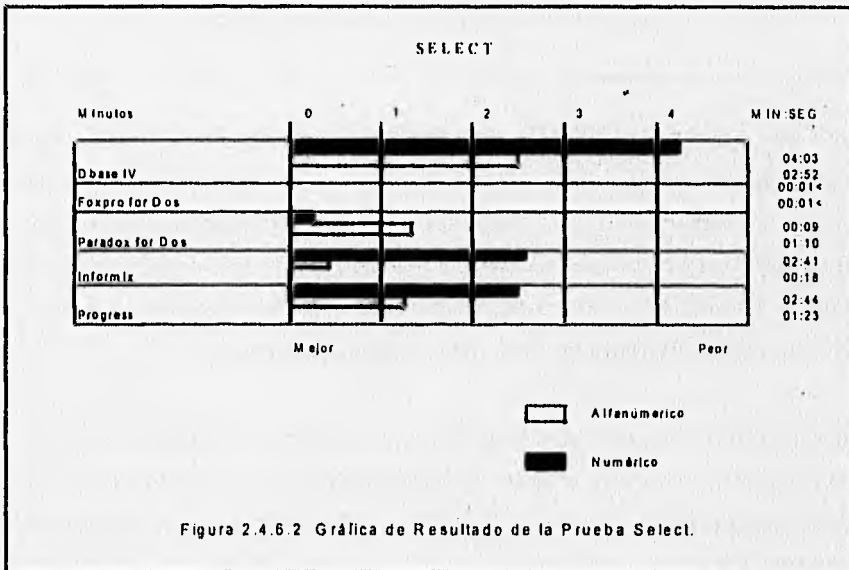 SELECT
Minutos 0 1 2 3 4 MIN:SEG
04:03
Dbase IV 02:52
00:01<
Foxpro for Dos 00:01<
00:09
Paradox for Dos 01:10
02:41
Informix 00:18
02:44
Progress 01:23
Mejor Peor
Alfanúmerico
Numérico
Figura 2.4.6.2 Gráfica de Resultado de la Prueba Select.